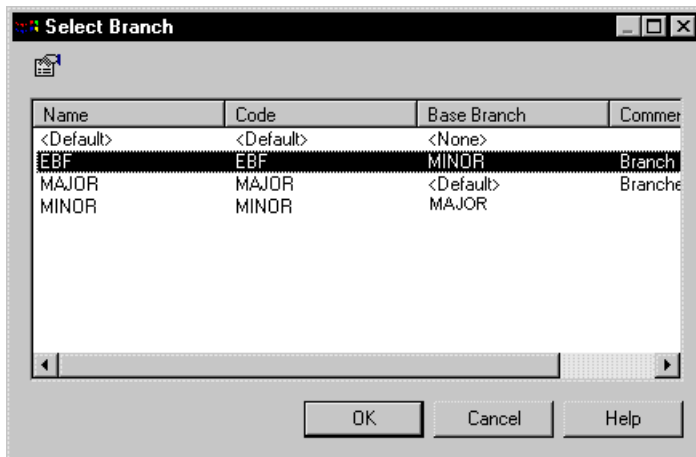 Select Branch
Name Code Base Branch Commer
<Default> <Default> <None>
EBF EBF MINOR Branch
MAJOR MAJOR <Default> Branche
MINOR MINOR MAJOR
OK Cancel Help